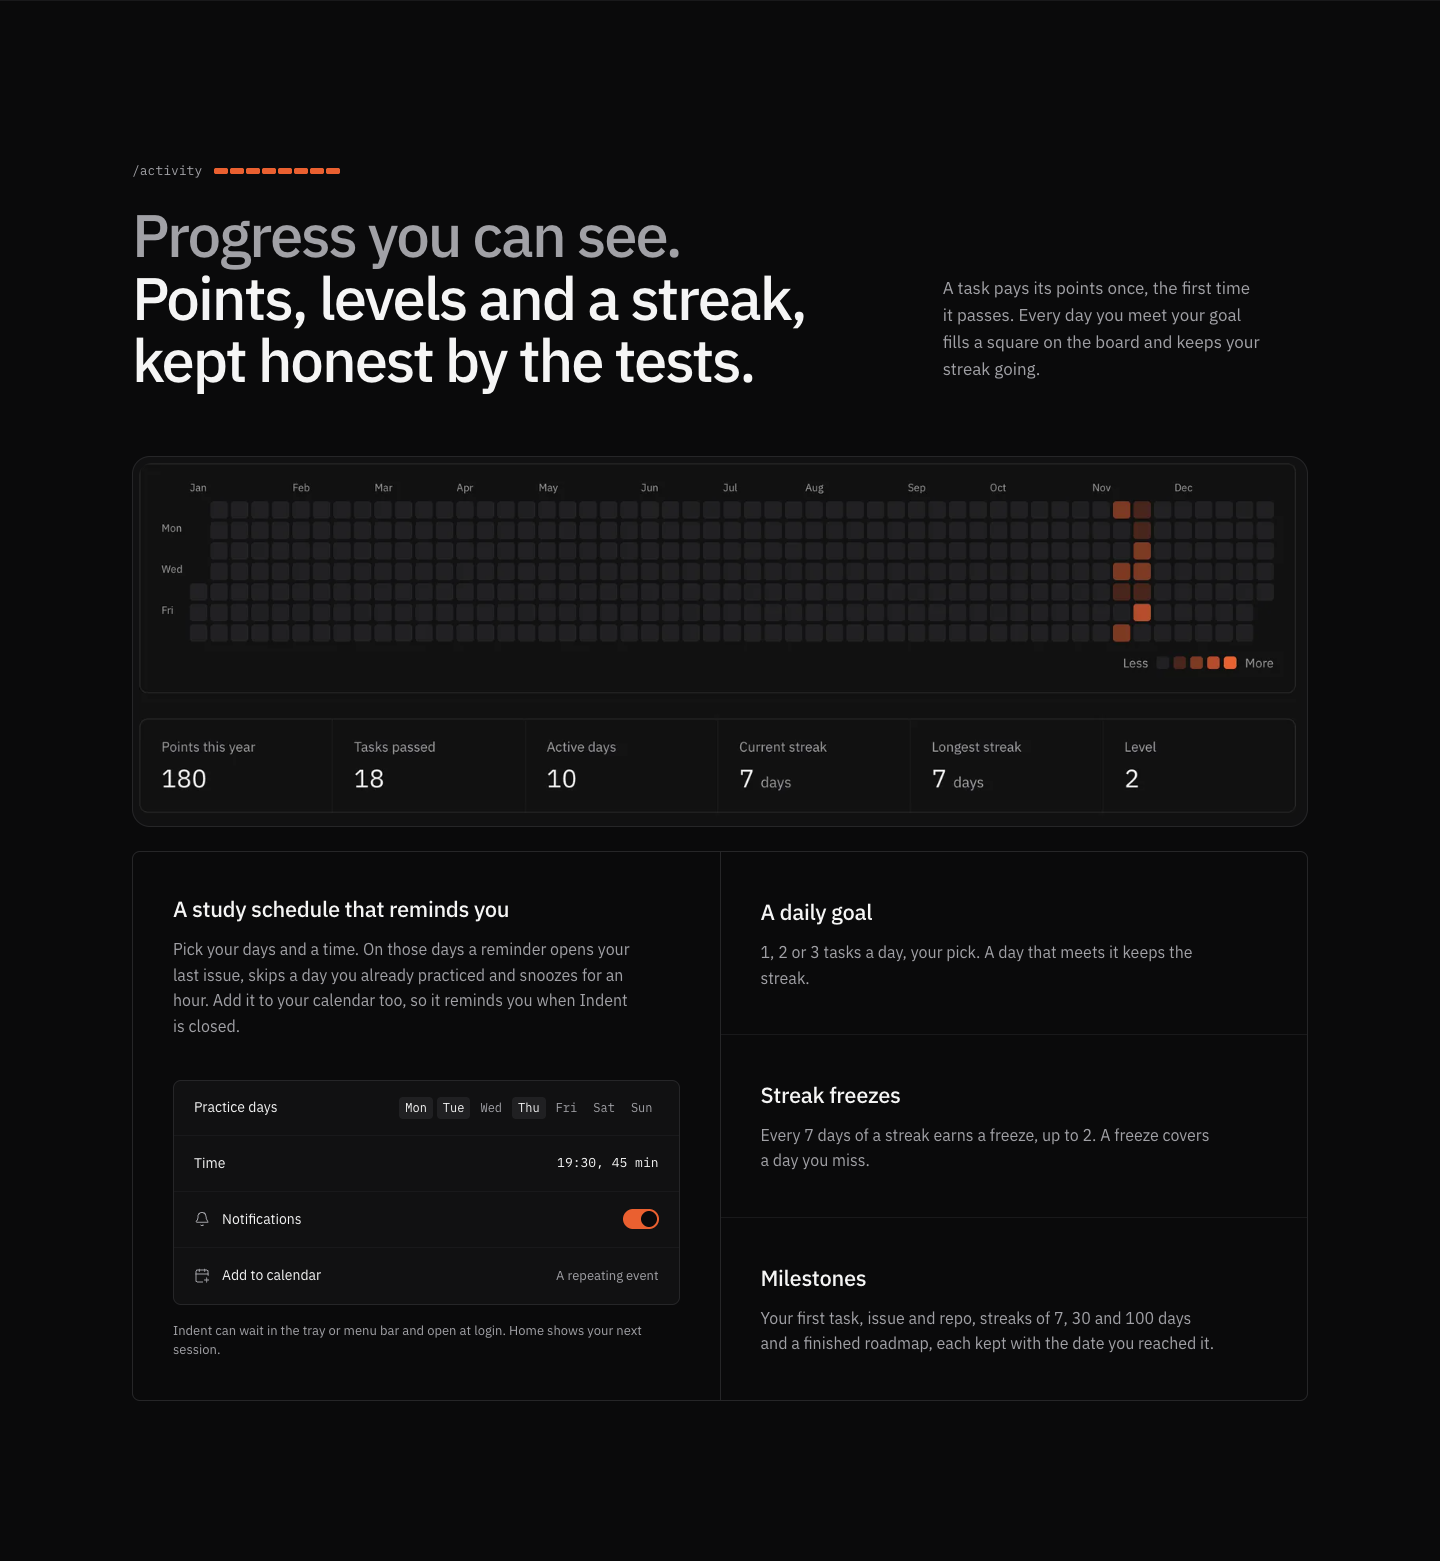 /activity
Progress you can see.
Points, levels and a streak,
kept honest by the tests.
A task pays its points once, the first time
it passes. Every day you meet your goal
fills a square on the board and keeps your
streak going.
Jan Feb Mar Apr May Jun Jul Aug Sep Oct Nov Dec
Mon
Wed
Fri
Less More
Points this year
180
Tasks passed
18
Active days
10
Current streak
7 days
Longest streak
7 days
Level
2
A study schedule that reminds you
Pick your days and a time. On those days a reminder opens your
last issue, skips a day you already practiced and snoozes for an
hour. Add it to your calendar too, so it reminds you when Indent
is closed.
Practice days Mon Tue Wed Thu Fri Sat Sun
Time 19:30, 45 min
Notifications
Add to calendar A repeating event
Indent can wait in the tray or menu bar and open at login. Home shows your next
session.
A daily goal
1, 2 or 3 tasks a day, your pick. A day that meets it keeps the
streak.
Streak freezes
Every 7 days of a streak earns a freeze, up to 2. A freeze covers
a day you miss.
Milestones
Your first task, issue and repo, streaks of 7, 30 and 100 days
and a finished roadmap, each kept with the date you reached it.